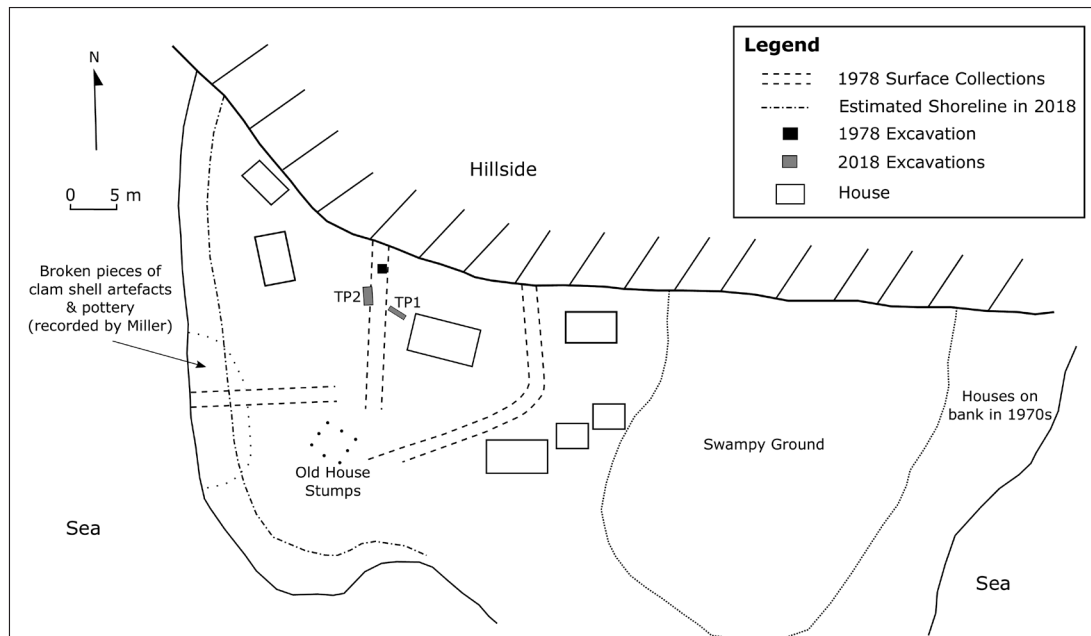 N
0 5 m
Legend
1978 Surface Collections
Estimated Shoreline in 2018
1978 Excavation
2018 Excavations
House
Hillside
Broken pieces of
clam shell artefacts
& pottery
(recorded by Miller)
TP2
TP1
Old House
Stumps
Houses on
bank in 1970s
Swampy Ground
Sea
Sea